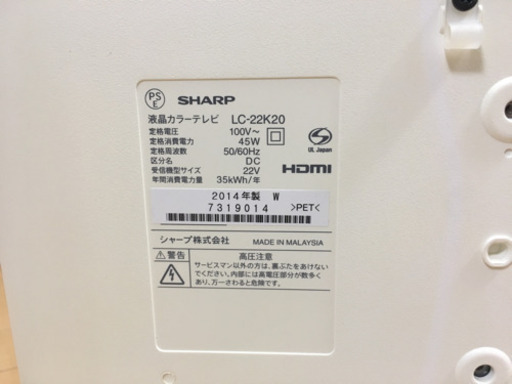 PSE
SHARP
液晶カラーテレビ LC-22K20
定格電圧 100V～
定格消費電力 45W
定格周波数 50/60Hz
区分名 DC
受信機型サイズ 22V
年間消費電力量 35kWh/年
UL Japan
HDMI
2014年製 W
7319014
>PET<
シャープ株式会社 MADE IN MALAYSIA
⚠警告 高圧注意
サービスマン以外の方は、裏ぶたをあけない
でください。内部には高電圧部分が数多く
あり、万一さわると危険です。